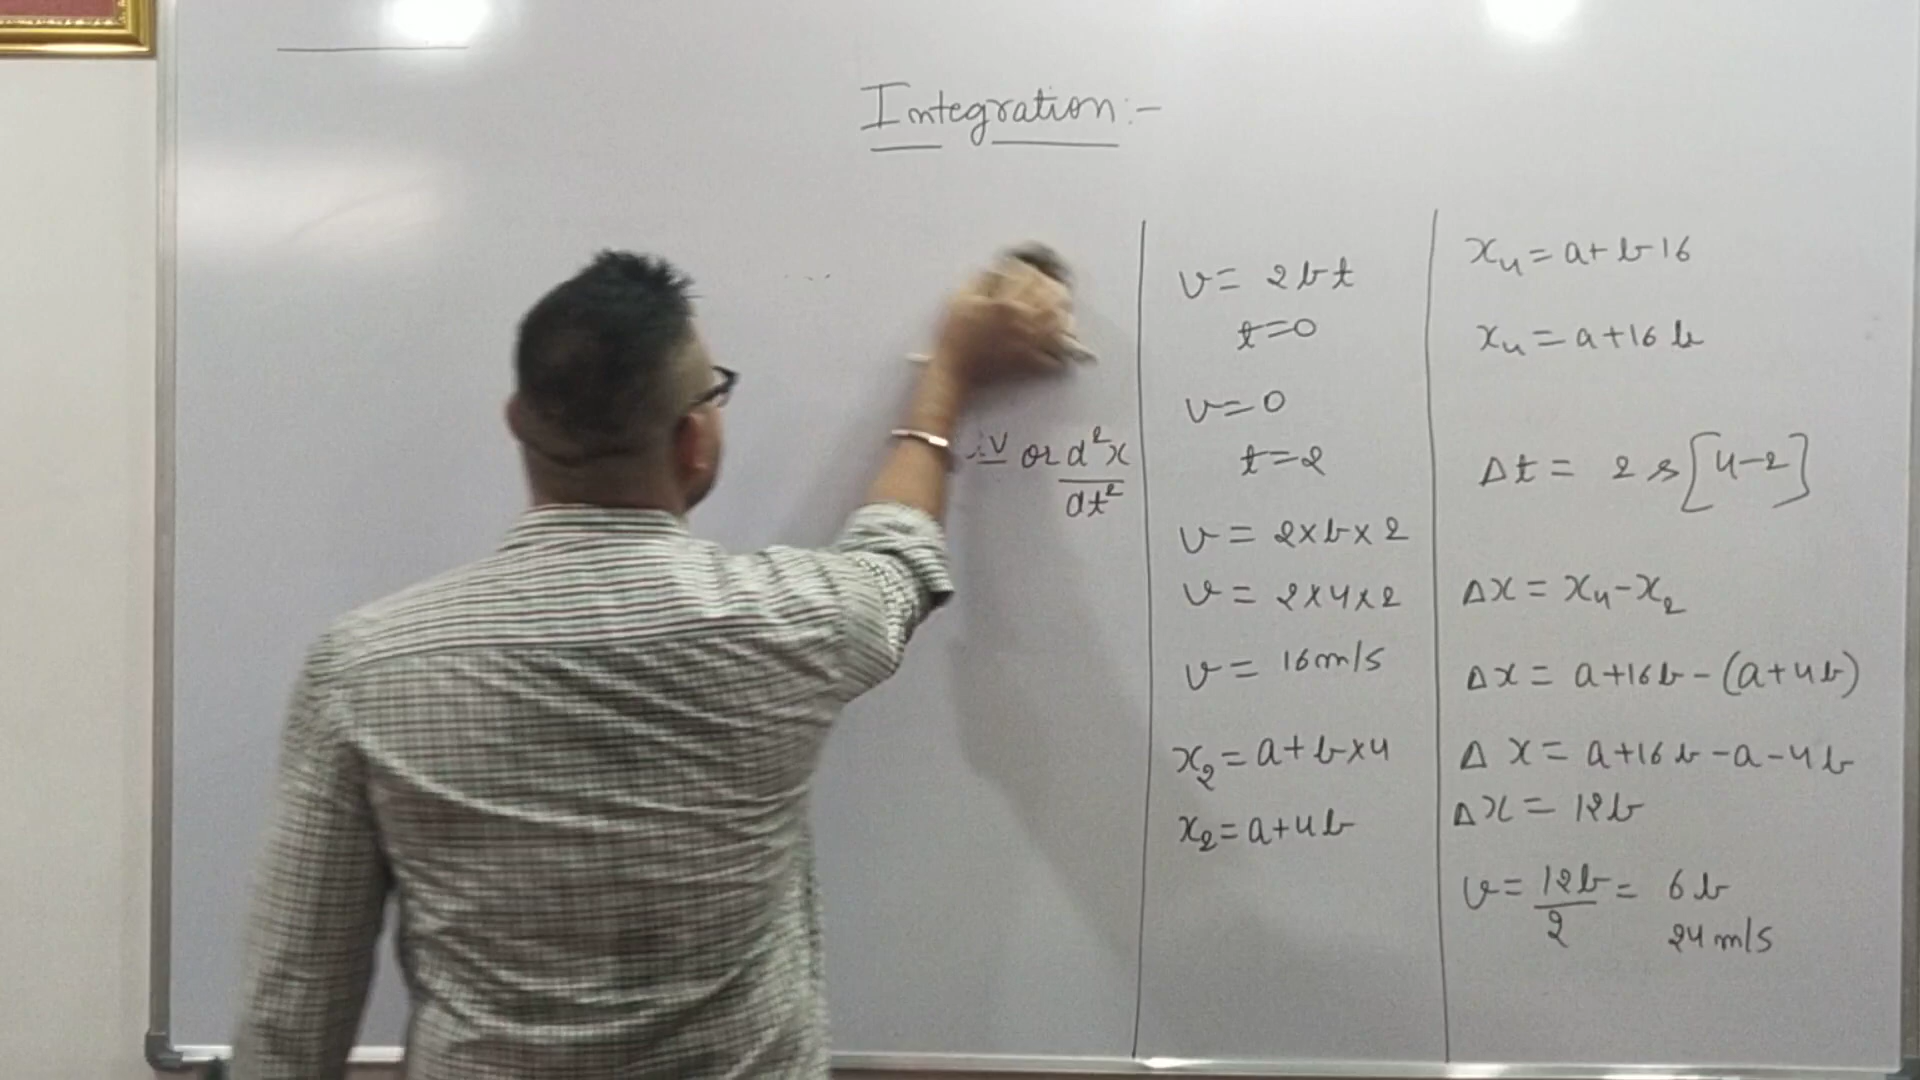 Integration:-
or d²x
dt²
v = 2bt
t=0
v=0
t=2
v = 2×b×2
v = 2×4×2
v = 16m/s
x₂ = a+b×4
x₂ = a+4b
x₄ = a+b16
x₄ = a+16b
Δt = 2s [4-2]
Δx = x₄-x₂
Δx = a+16b-(a+4b)
Δx = a+16b-a-4b
Δx = 12b
v = 12b/2 = 6b
24m/s